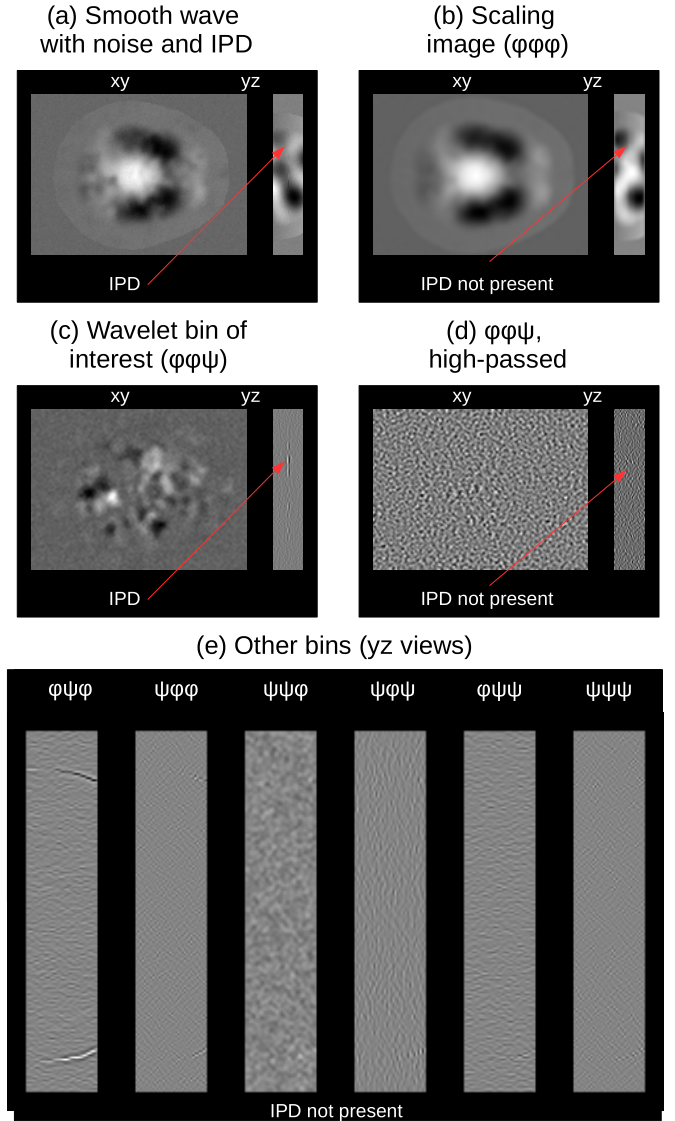 (a) Smooth wave
with noise and IPD
xy
yz
IPD
(b) Scaling
image (φφφ)
xy
yz
IPD not present
(c) Wavelet bin of
interest (φφψ)
xy
yz
IPD
(d) φφψ,
high-passed
xy
yz
IPD not present
(e) Other bins (yz views)
φψφ ψφφ ψψφ ψφψ φψψ ψψψ
IPD not present